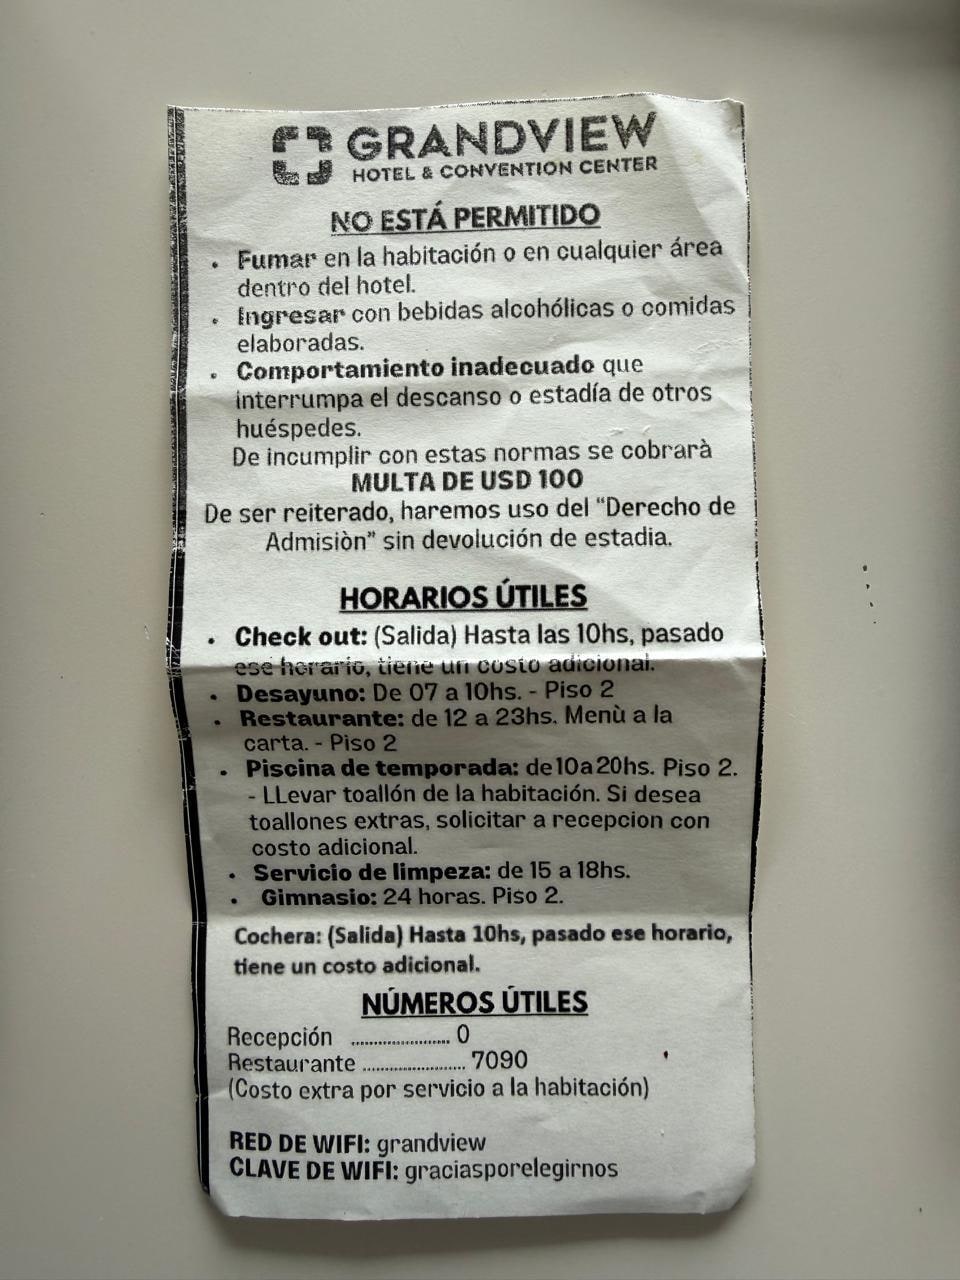 GRANDVIEW
HOTEL & CONVENTION CENTER
NO ESTÁ PERMITIDO
• Fumar en la habitación o en cualquier área
dentro del hotel.
• Ingresar con bebidas alcohólicas o comidas
elaboradas.
• Comportamiento inadecuado que
interrumpa el descanso o estadía de otros
huéspedes.
De incumplir con estas normas se cobrarà
MULTA DE USD 100
De ser reiterado, haremos uso del “Derecho de
Admisiòn” sin devolución de estadia.
HORARIOS ÚTILES
• Check out: (Salida) Hasta las 10hs, pasado
ese horario, tiene un costo adicional.
• Desayuno: De 07 a 10hs. - Piso 2
• Restaurante: de 12 a 23hs. Menù a la
carta. - Piso 2
• Piscina de temporada: de 10 a 20hs. Piso 2.
- LLevar toallón de la habitación. Si desea
toallones extras, solicitar a recepcion con
costo adicional.
• Servicio de limpeza: de 15 a 18hs.
• Gimnasio: 24 horas. Piso 2.
Cochera: (Salida) Hasta 10hs, pasado ese horario,
tiene un costo adicional.
NÚMEROS ÚTILES
Recepción ........................ 0
Restaurante ......................... 7090
(Costo extra por servicio a la habitación)
RED DE WIFI: grandview
CLAVE DE WIFI: graciasporelegirnos